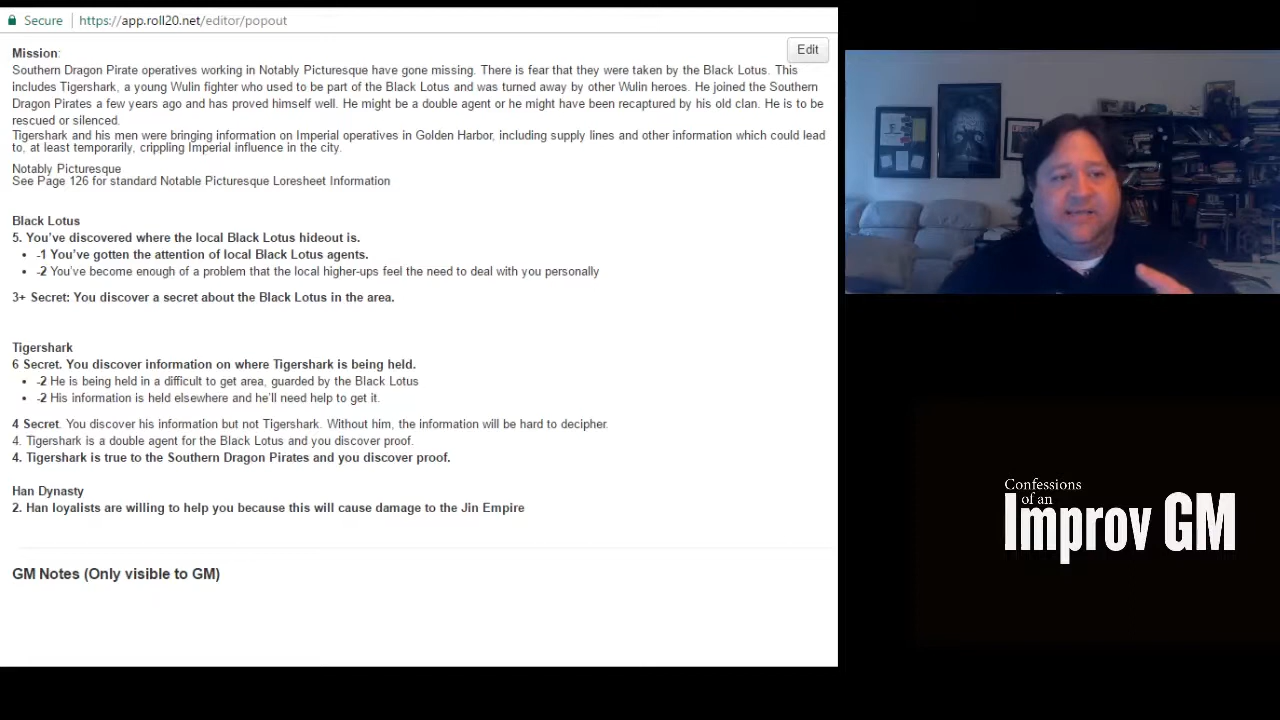 Secure https://app.roll20.net/editor/popout
Edit
Mission:
Southern Dragon Pirate operatives working in Notably Picturesque have gone missing. There is fear that they were taken by the Black Lotus. This
includes Tigershark, a young Wulin fighter who used to be part of the Black Lotus and was turned away by other Wulin heroes. He joined the Southern
Dragon Pirates a few years ago and has proved himself well. He might be a double agent or he might have been recaptured by his old clan. He is to be
rescued or silenced.
Tigershark and his men were bringing information on Imperial operatives in Golden Harbor, including supply lines and other information which could lead
to, at least temporarily, crippling Imperial influence in the city.
Notably Picturesque
See Page 126 for standard Notable Picturesque Loresheet Information
Black Lotus
5. You've discovered where the local Black Lotus hideout is.
• -1 You've gotten the attention of local Black Lotus agents.
• -2 You've become enough of a problem that the local higher-ups feel the need to deal with you personally
3+ Secret: You discover a secret about the Black Lotus in the area.
Tigershark
6 Secret. You discover information on where Tigershark is being held.
• -2 He is being held in a difficult to get area, guarded by the Black Lotus
• -2 His information is held elsewhere and he'll need help to get it.
4 Secret. You discover his information but not Tigershark. Without him, the information will be hard to decipher.
4. Tigershark is a double agent for the Black Lotus and you discover proof.
4. Tigershark is true to the Southern Dragon Pirates and you discover proof.
Han Dynasty
2. Han loyalists are willing to help you because this will cause damage to the Jin Empire
GM Notes (Only visible to GM)
Confessions
of an
Improv GM